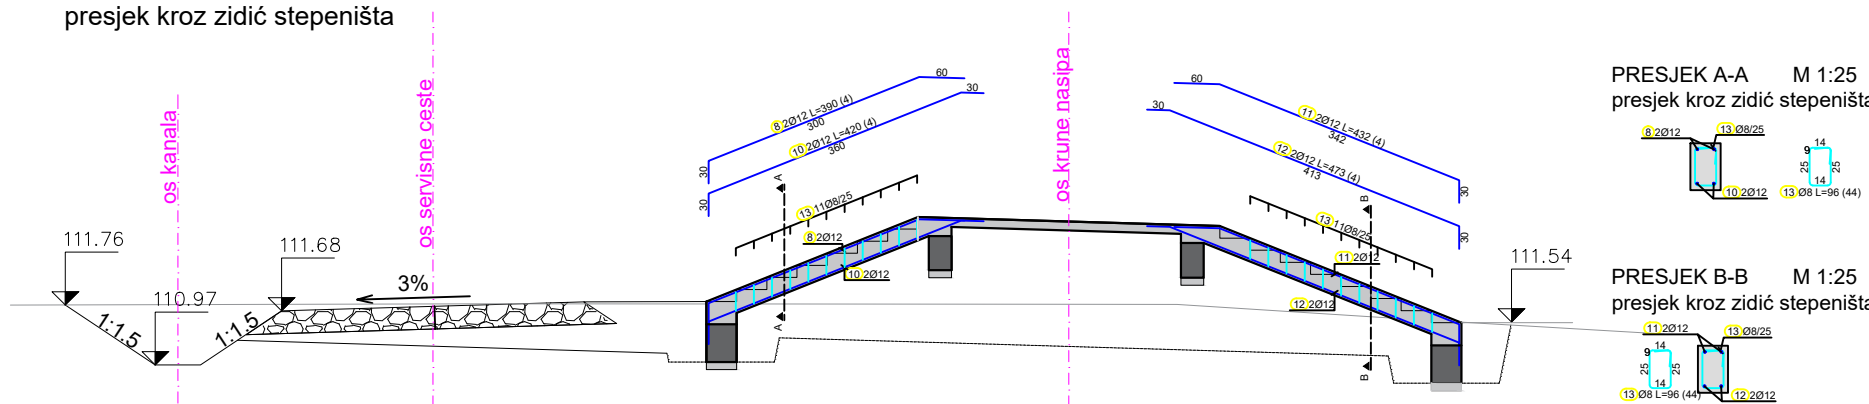 presjek kroz zidić stepeništa
os kanala
os servisne ceste
os krune nasipa
111.76
110.97
111.68
1:1.5
1:1.5
3%
60
30
8 2Ø12 L=390 (4)
300
10 2Ø12 L=420 (4)
360
30
30
13 11Ø8/25
A
A
8 2Ø12
10 2Ø12
60
30
11 2Ø12 L=432 (4)
342
12 2Ø12 L=473 (4)
413
30
30
13 11Ø8/25
B
B
11 2Ø12
12 2Ø12
111.54
PRESJEK A-A M 1:25
presjek kroz zidić stepeništa
8 2Ø12
13 Ø8/25
10 2Ø12
14
9
25
25
14
13 Ø8 L=96 (44)
PRESJEK B-B M 1:25
presjek kroz zidić stepeništa
11 2Ø12
13 Ø8/25
14
9
25
25
14
13 Ø8 L=96 (44)
12 2Ø12